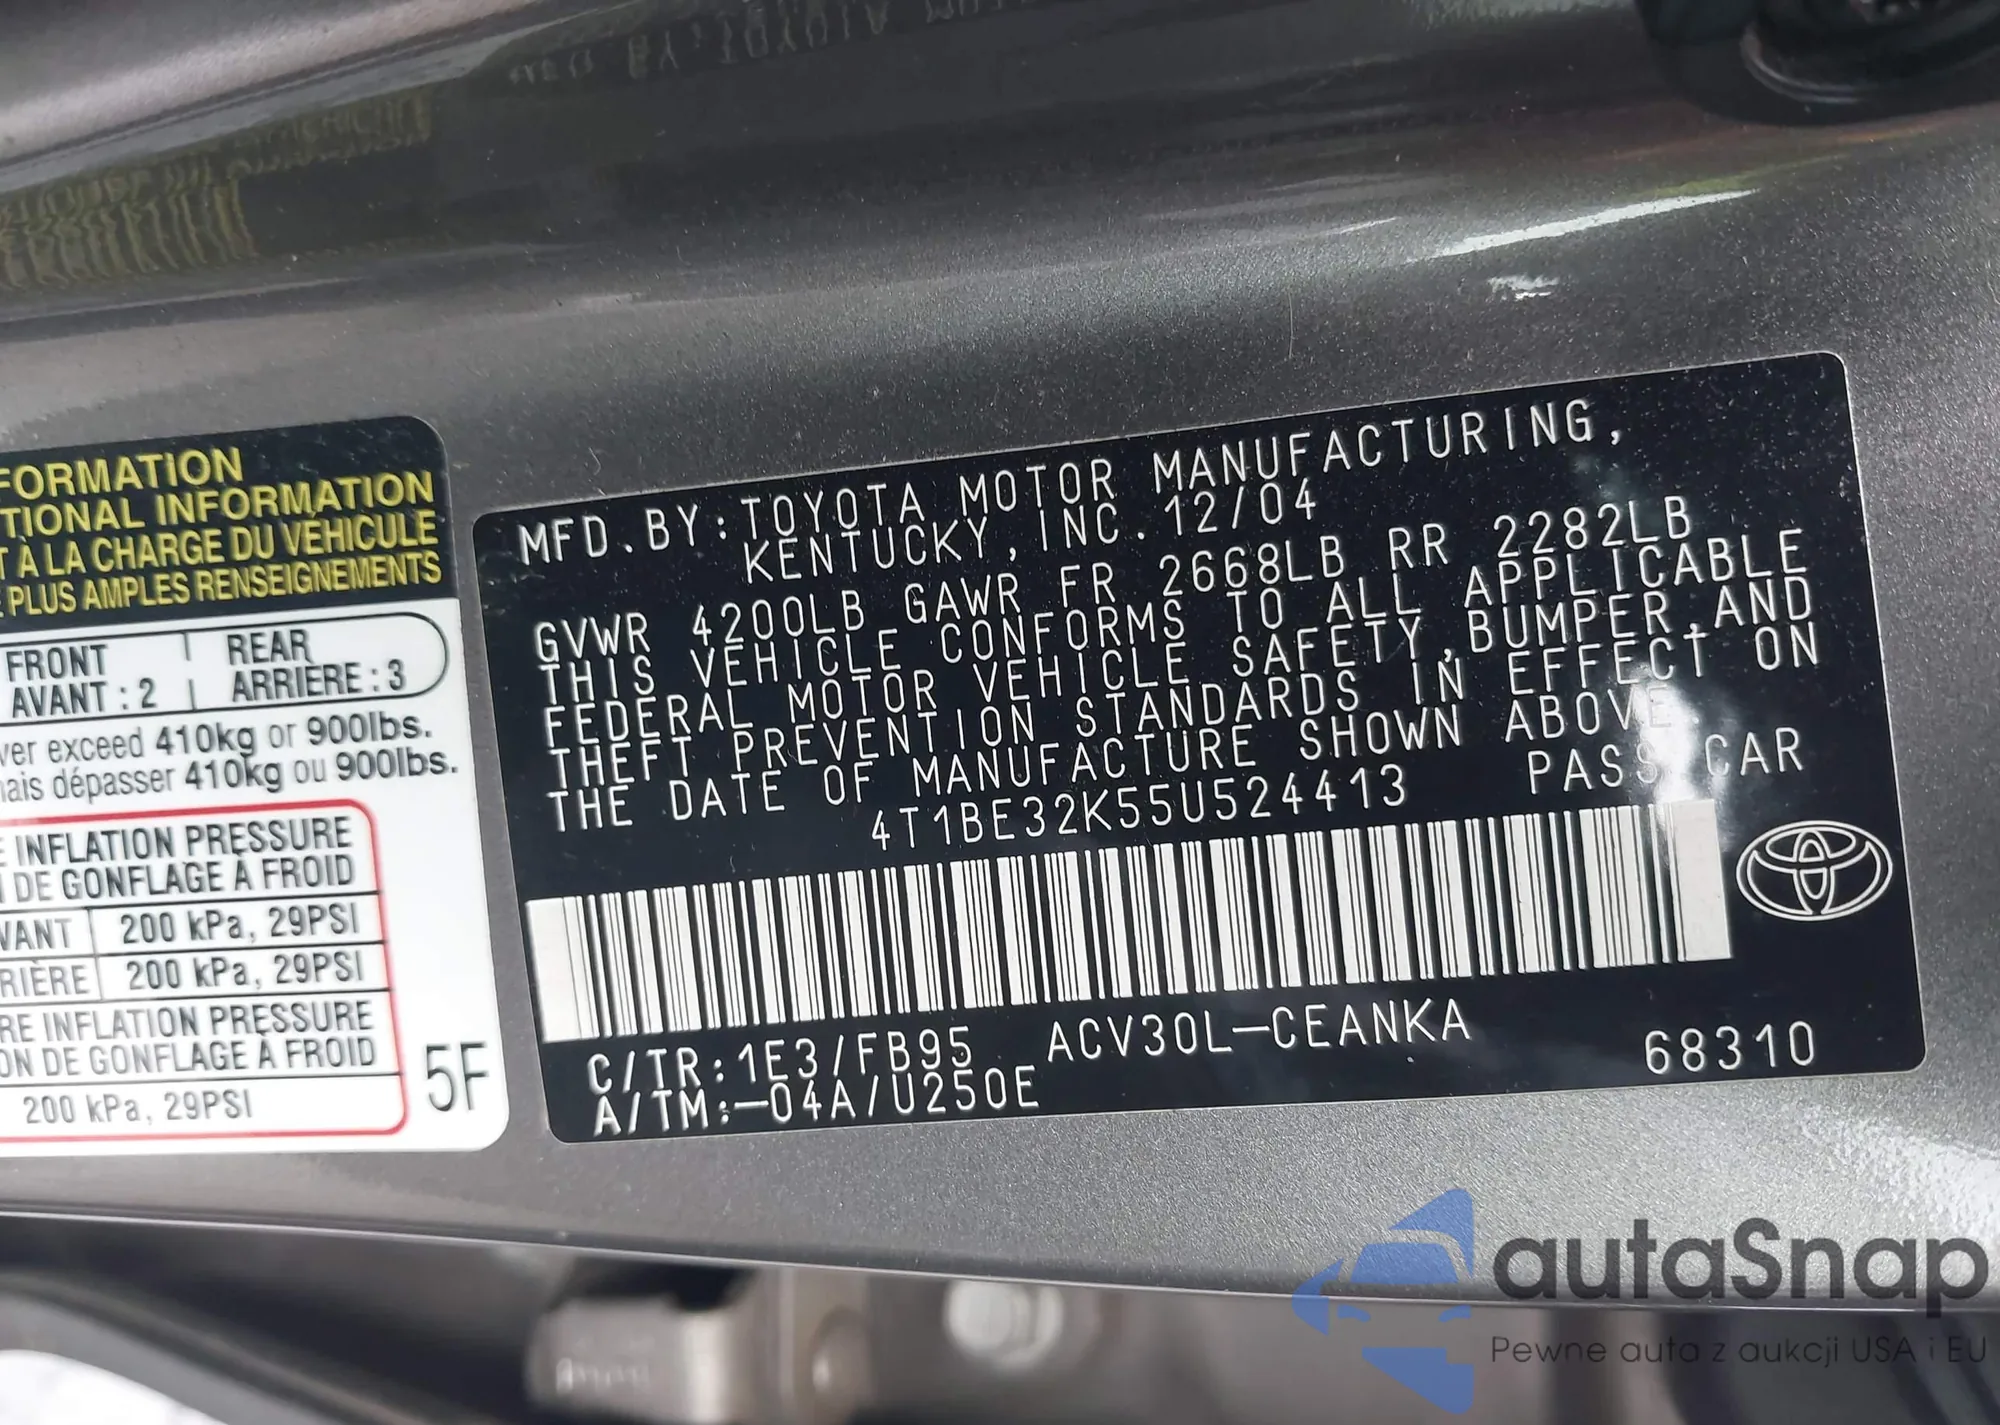 FORMATION
TIONAL INFORMATION
T À LA CHARGE DU VÉHICULE
E PLUS AMPLES RENSEIGNEMENTS
FRONT REAR
AVANT : 2 ARRIÈRE : 3
ver exceed 410kg or 900lbs.
mais dépasser 410kg ou 900lbs.
E INFLATION PRESSURE
N DE GONFLAGE À FROID
VANT 200 kPa, 29PSI
RIÈRE 200 kPa, 29PSI
RE INFLATION PRESSURE
ON DE GONFLAGE À FROID
200 kPa, 29PSI
5F
MFD.BY:TOYOTA MOTOR MANUFACTURING,
KENTUCKY,INC.12/04
GVWR 4200LB GAWR FR 2668LB RR 2282LB
THIS VEHICLE CONFORMS TO ALL APPLICABLE
FEDERAL MOTOR VEHICLE SAFETY,BUMPER,AND
THEFT PREVENTION STANDARDS IN EFFECT ON
THE DATE OF MANUFACTURE SHOWN ABOVE.
4T1BE32K55U524413 PASS CAR
C/TR:1E3/FB95 ACV30L-CEANKA
A/TM:-04A/U250E 68310
autaSnap
Pewne auta z aukcji USA i EU